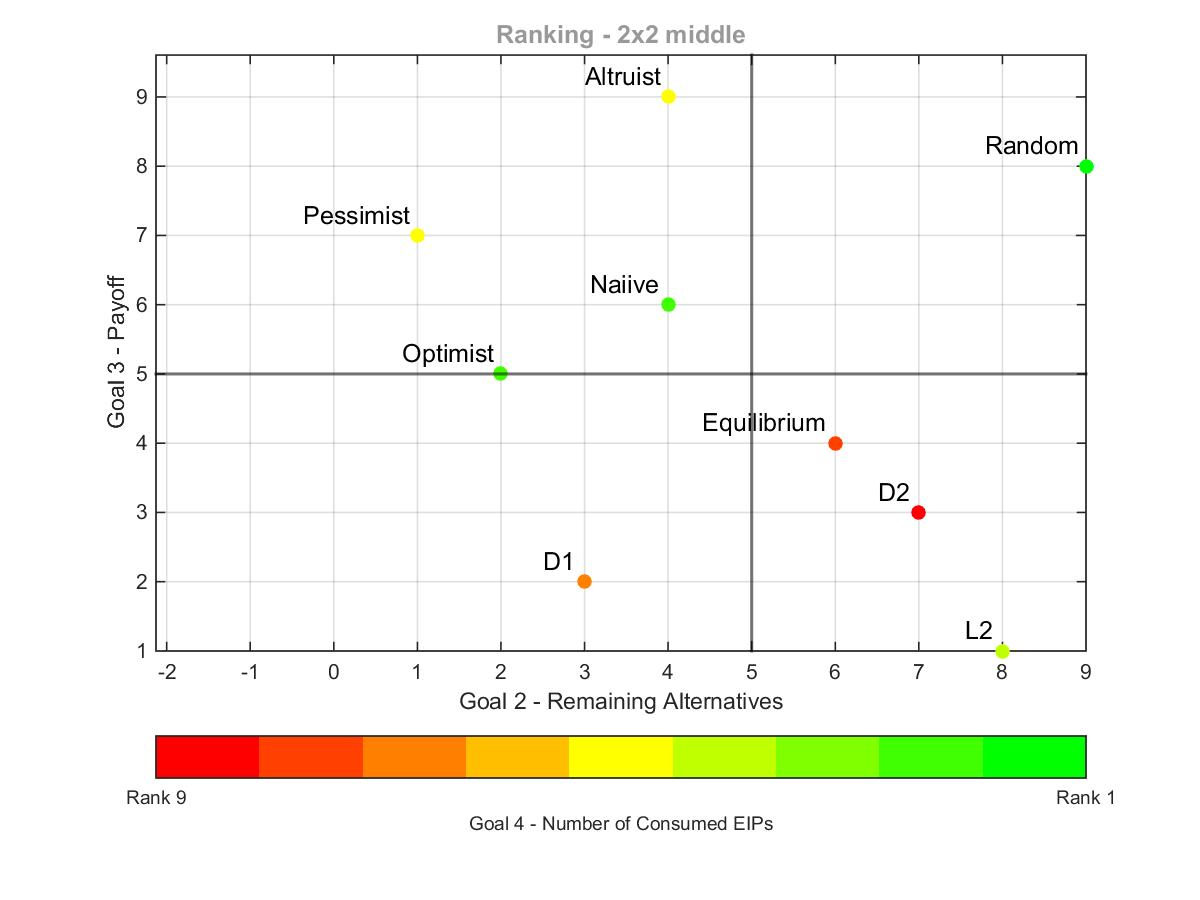 Ranking - 2x2 middle
Altruist
Random
Pessimist
Naiive
Optimist
Equilibrium
D2
D1
L2
Goal 3 - Payoff
9
8
7
6
5
4
3
2
1
-2 -1 0 1 2 3 4 5 6 7 8 9
Goal 2 - Remaining Alternatives
Rank 9 Rank 1
Goal 4 - Number of Consumed EIPs